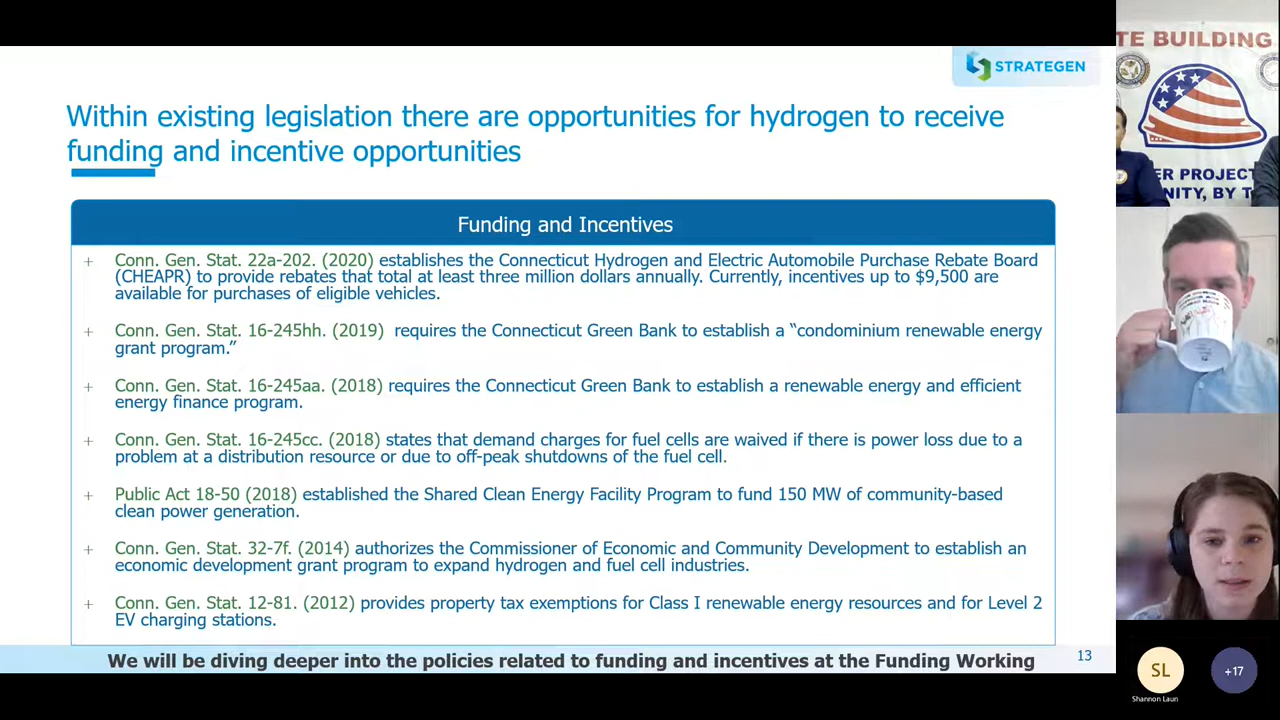 STRATEGEN
Within existing legislation there are opportunities for hydrogen to receive
funding and incentive opportunities
Funding and Incentives
+ Conn. Gen. Stat. 22a-202. (2020) establishes the Connecticut Hydrogen and Electric Automobile Purchase Rebate Board
(CHEAPR) to provide rebates that total at least three million dollars annually. Currently, incentives up to $9,500 are
available for purchases of eligible vehicles.
+ Conn. Gen. Stat. 16-245hh. (2019) requires the Connecticut Green Bank to establish a “condominium renewable energy
grant program.”
+ Conn. Gen. Stat. 16-245aa. (2018) requires the Connecticut Green Bank to establish a renewable energy and efficient
energy finance program.
+ Conn. Gen. Stat. 16-245cc. (2018) states that demand charges for fuel cells are waived if there is power loss due to a
problem at a distribution resource or due to off-peak shutdowns of the fuel cell.
+ Public Act 18-50 (2018) established the Shared Clean Energy Facility Program to fund 150 MW of community-based
clean power generation.
+ Conn. Gen. Stat. 32-7f. (2014) authorizes the Commissioner of Economic and Community Development to establish an
economic development grant program to expand hydrogen and fuel cell industries.
+ Conn. Gen. Stat. 12-81. (2012) provides property tax exemptions for Class I renewable energy resources and for Level 2
EV charging stations.
We will be diving deeper into the policies related to funding and incentives at the Funding Working
13
TE BUILDING
ER PROJECT
NITY, BY T
SL
+17
Shannon Laun